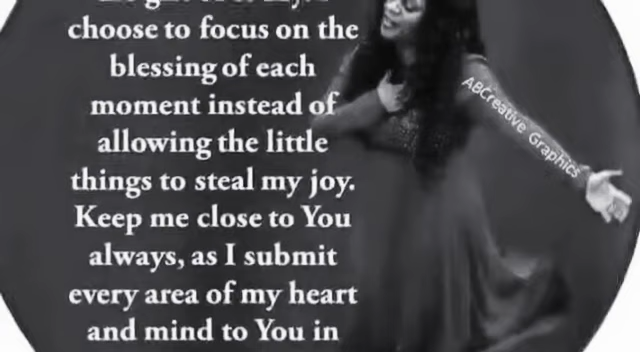 choose to focus on the
blessing of each
moment instead of
allowing the little
things to steal my joy.
Keep me close to You
always, as I submit
every area of my heart
and mind to You in
ABCreative Graphics